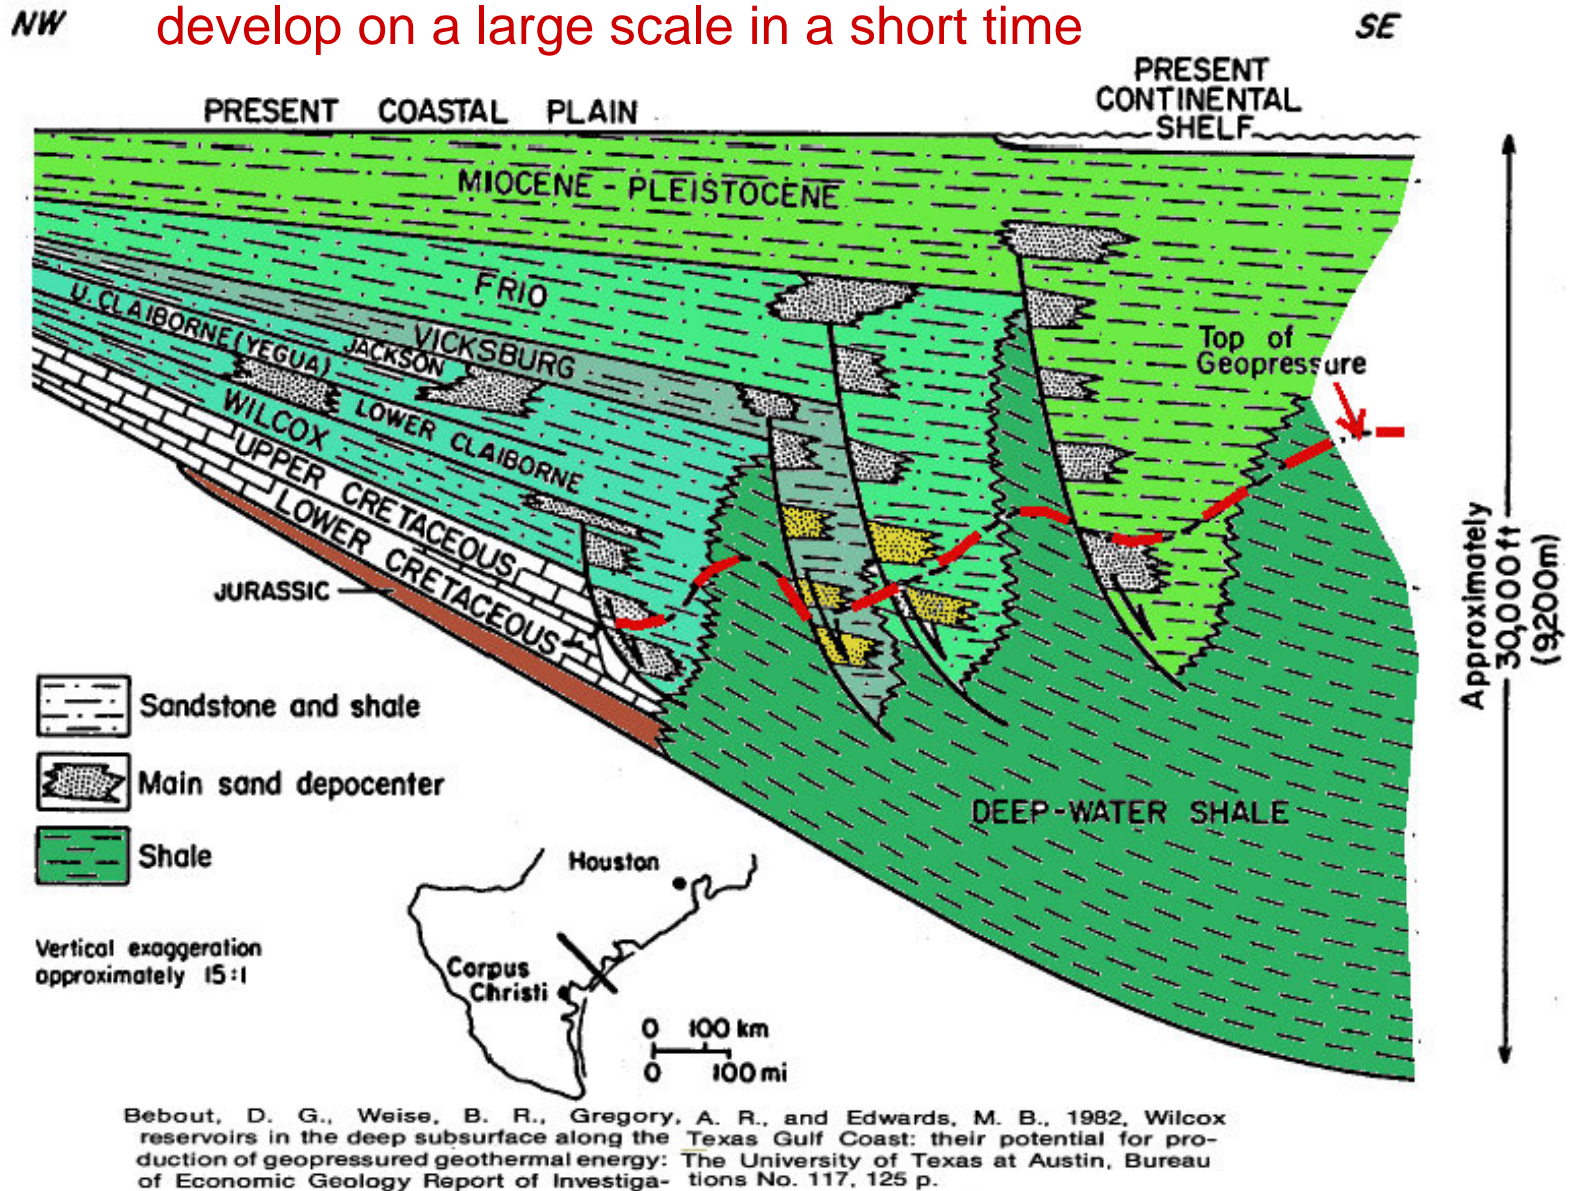 NW
develop on a large scale in a short time
SE
PRESENT COASTAL PLAIN
PRESENT
CONTINENTAL
SHELF
MIOCENE - PLEISTOCENE
FRIO
VICKSBURG
JACKSON
U. CLAIBORNE (YEGUA)
LOWER CLAIBORNE
WILCOX
UPPER CRETACEOUS
LOWER CRETACEOUS
JURASSIC
Top of
Geopressure
Approximately
30,000 ft
(9,200m)
DEEP-WATER SHALE
Sandstone and shale
Main sand depocenter
Shale
Vertical exaggeration
approximately 15:1
Houston
Corpus
Christi
0 100 km
0 100 mi
Bebout, D. G., Weise, B. R., Gregory, A. R., and Edwards, M. B., 1982, Wilcox
reservoirs in the deep subsurface along the Texas Gulf Coast: their potential for pro-
duction of geopressured geothermal energy: The University of Texas at Austin, Bureau
of Economic Geology Report of Investiga- tions No. 117, 125 p.